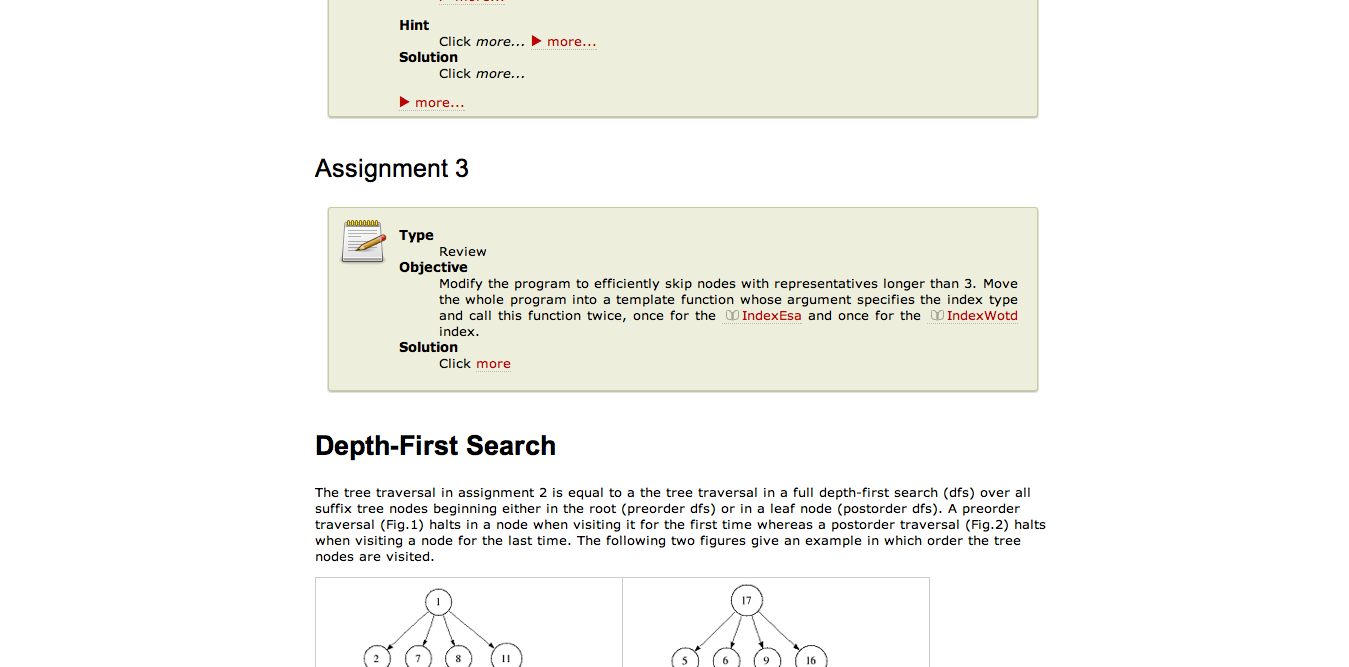 Hint
Click more... ▶ more...
Solution
Click more...
▶ more...
Assignment 3
Type
Review
Objective
Modify the program to efficiently skip nodes with representatives longer than 3. Move
the whole program into a template function whose argument specifies the index type
and call this function twice, once for the IndexEsa and once for the IndexWotd
index.
Solution
Click more
Depth-First Search
The tree traversal in assignment 2 is equal to a the tree traversal in a full depth-first search (dfs) over all
suffix tree nodes beginning either in the root (preorder dfs) or in a leaf node (postorder dfs). A preorder
traversal (Fig.1) halts in a node when visiting it for the first time whereas a postorder traversal (Fig.2) halts
when visiting a node for the last time. The following two figures give an example in which order the tree
nodes are visited.
1
2 7 8 11
17
5 6 9 16